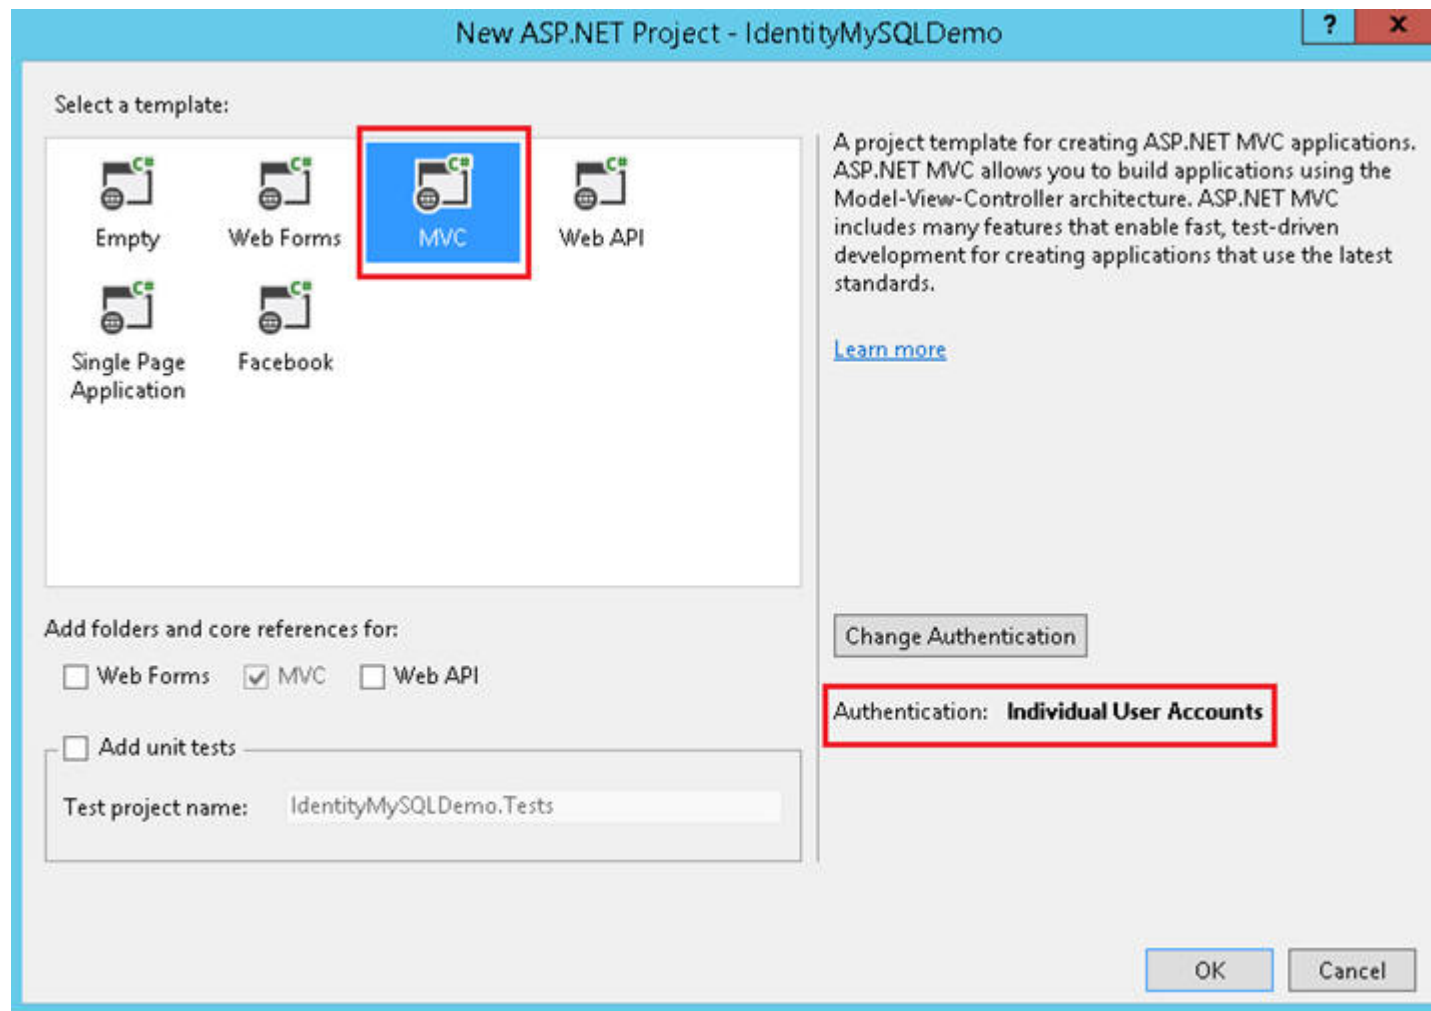 New ASP.NET Project - IdentityMySQLDemo
?
X
Select a template:
C#
C#
C#
C#
Empty
Web Forms
MVC
Web API
C#
C#
Single Page
Application
Facebook
A project template for creating ASP.NET MVC applications.
ASP.NET MVC allows you to build applications using the
Model-View-Controller architecture. ASP.NET MVC
includes many features that enable fast, test-driven
development for creating applications that use the latest
standards.
Learn more
Add folders and core references for:
Web Forms
MVC
Web API
Add unit tests
Test project name:
IdentityMySQLDemo.Tests
Change Authentication
Authentication: Individual User Accounts
OK
Cancel